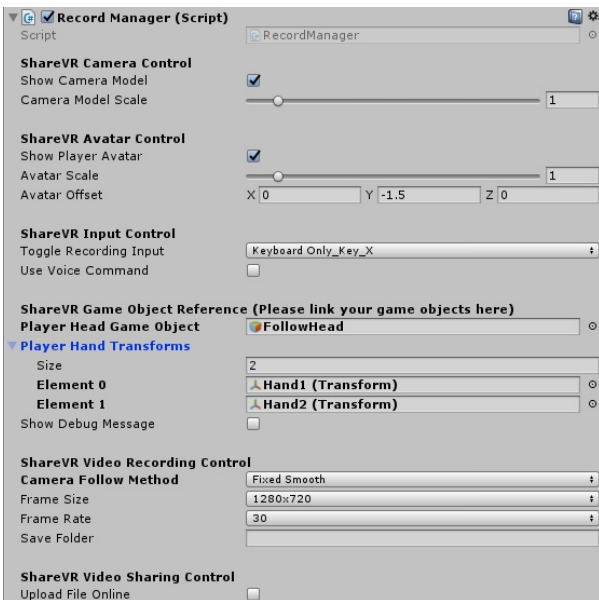 Record Manager (Script)
Script RecordManager
ShareVR Camera Control
Show Camera Model
Camera Model Scale 1
ShareVR Avatar Control
Show Player Avatar
Avatar Scale 1
Avatar Offset X 0 Y -1.5 Z 0
ShareVR Input Control
Toggle Recording Input Keyboard Only_Key_X
Use Voice Command
ShareVR Game Object Reference (Please link your game objects here)
Player Head Game Object FollowHead
Player Hand Transforms
Size 2
Element 0 Hand1 (Transform)
Element 1 Hand2 (Transform)
Show Debug Message
ShareVR Video Recording Control
Camera Follow Method Fixed Smooth
Frame Size 1280x720
Frame Rate 30
Save Folder
ShareVR Video Sharing Control
Upload File Online